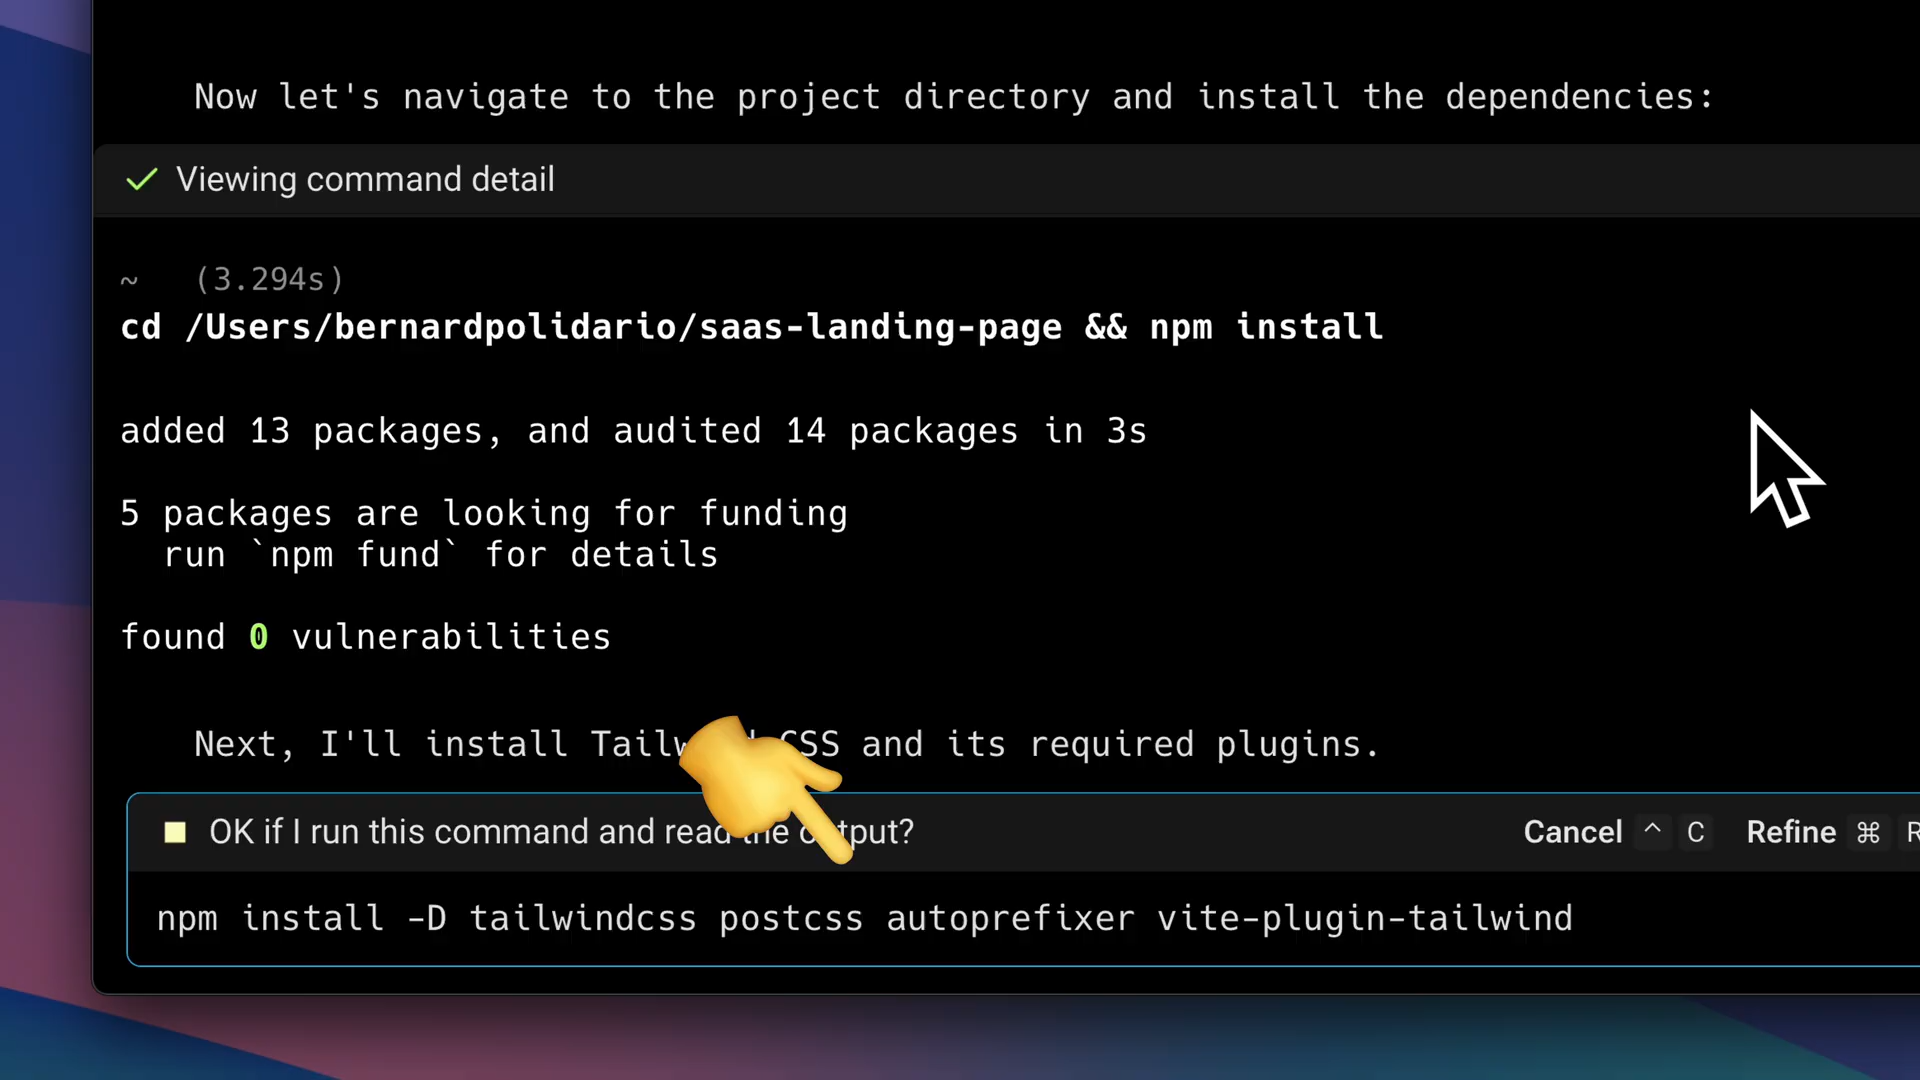 Now let's navigate to the project directory and install the dependencies:
Viewing command detail
~ (3.294s)
cd /Users/bernardpolidario/saas-landing-page && npm install
added 13 packages, and audited 14 packages in 3s
5 packages are looking for funding
run `npm fund` for details
found 0 vulnerabilities
Next, I'll install CSS and its required plugins.
OK if I run this command and read the output? Cancel ^ C Refine ⌘ R
npm install -D tailwindcss postcss autoprefixer vite-plugin-tailwind